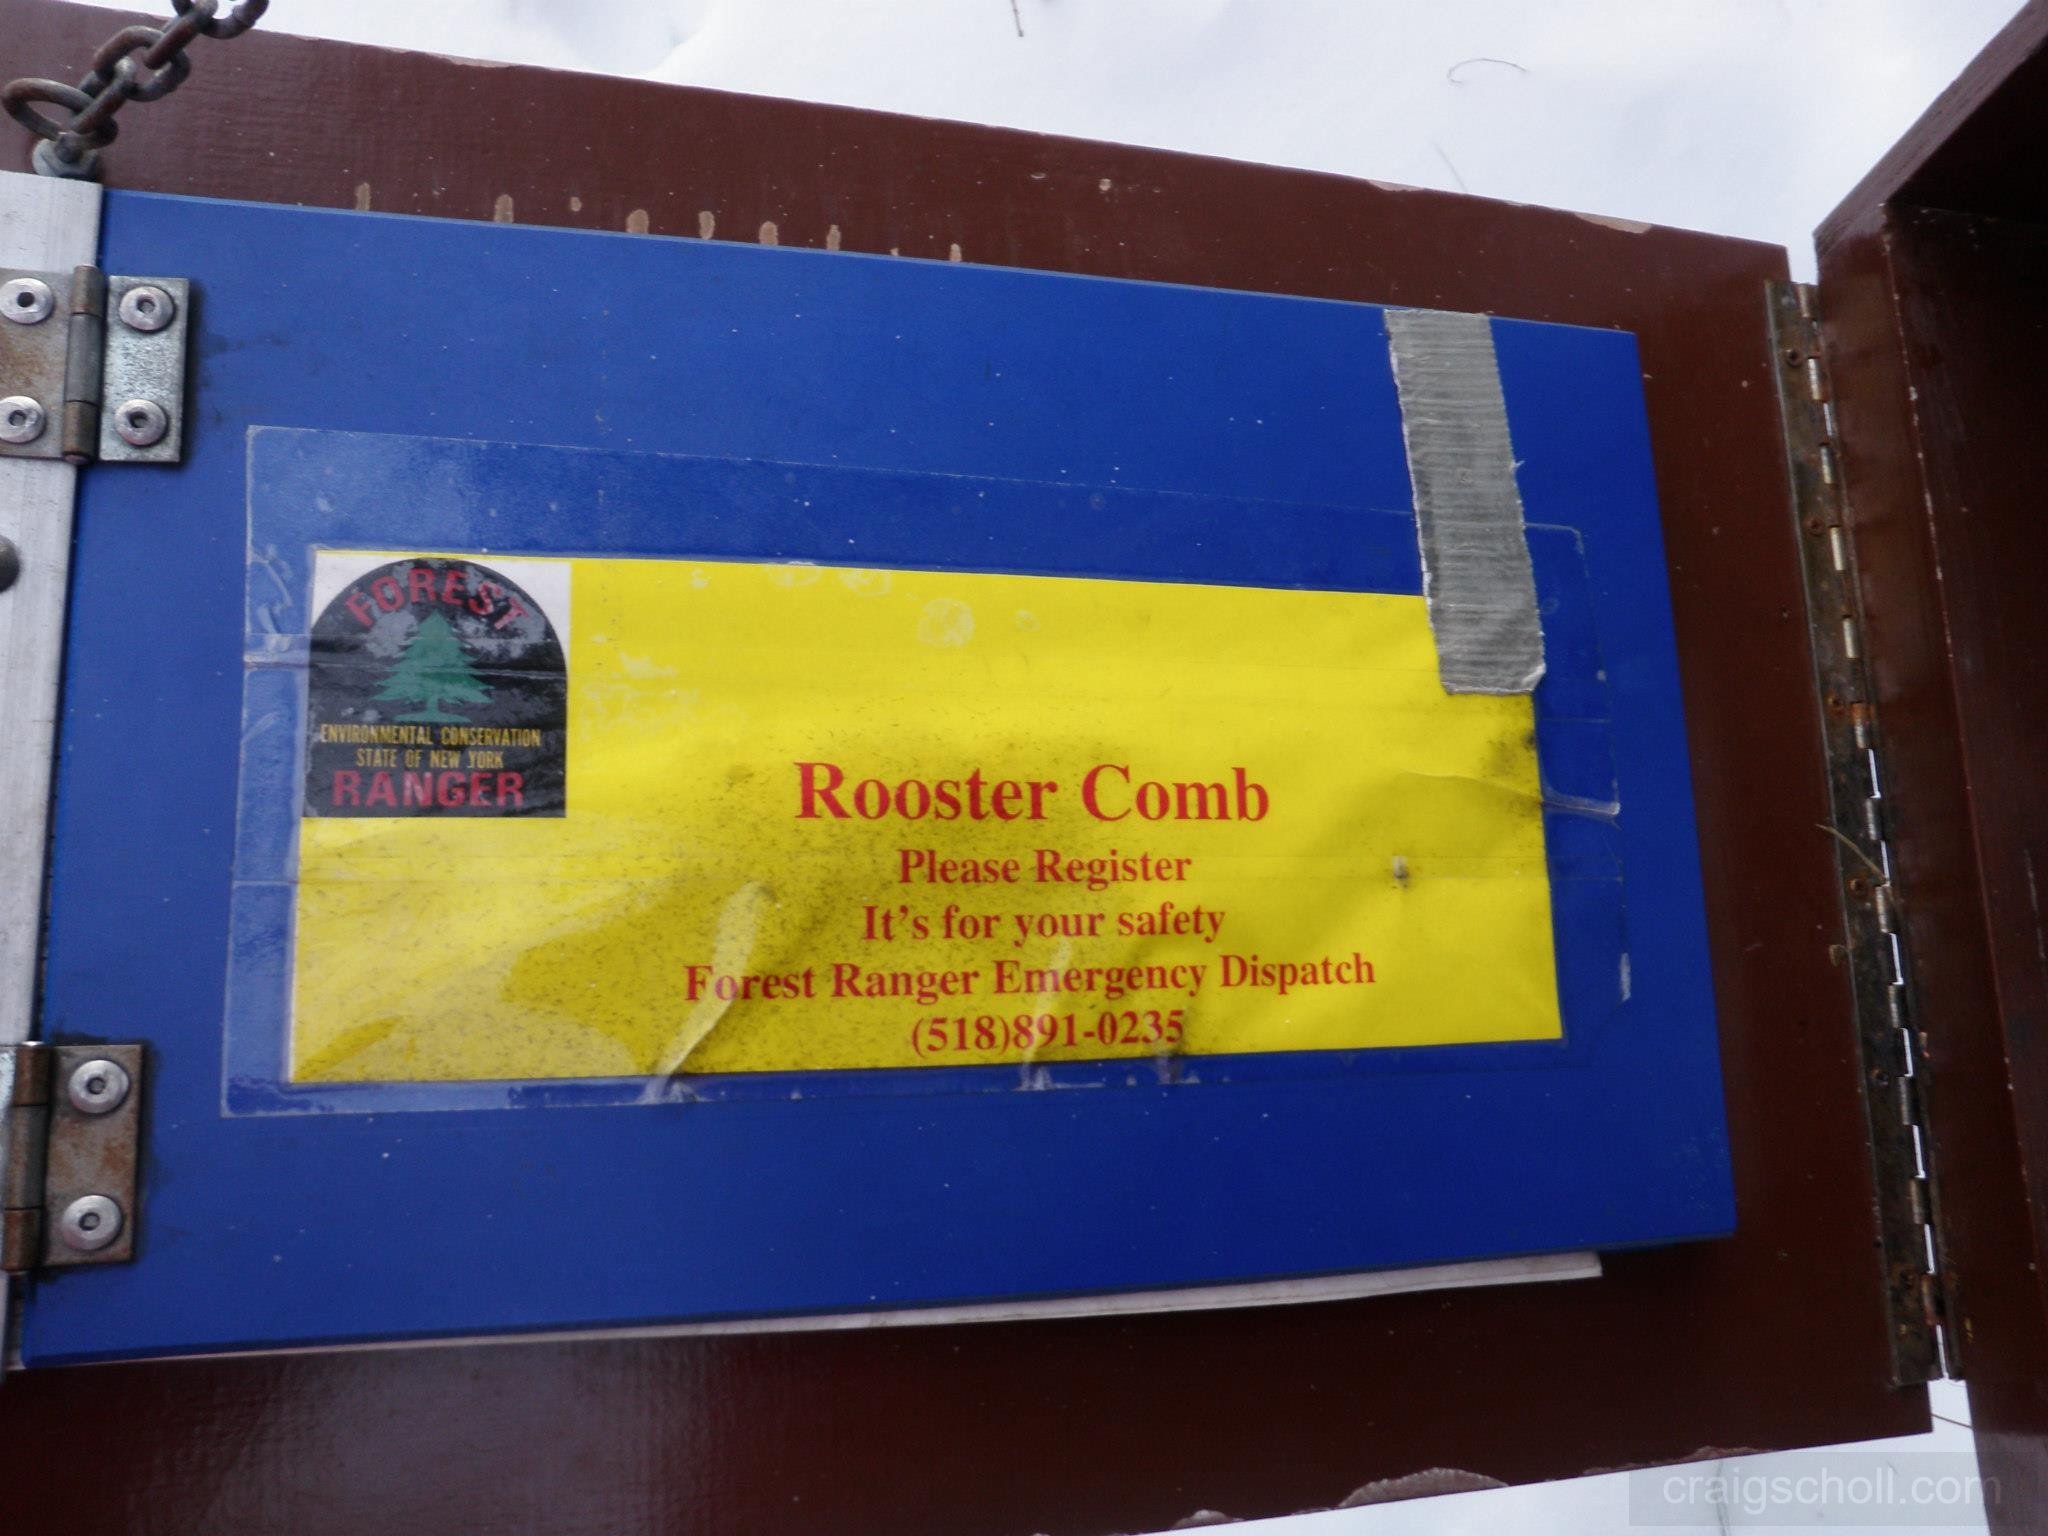 FOREST
ENVIRONMENTAL CONSERVATION
STATE OF NEW YORK
RANGER
Rooster Comb
Please Register
It's for your safety
Forest Ranger Emergency Dispatch
(518)891-0235
craigscholl.com